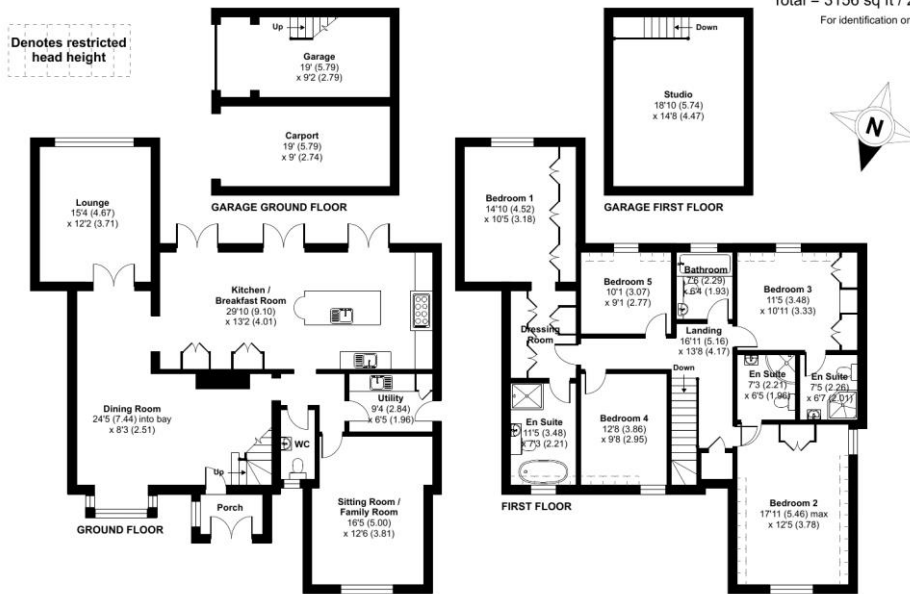 Total = 3156 sq ft / 2
For identification on
Denotes restricted
head height
Up
Garage
19' (5.79)
x 9'2 (2.79)
Carport
19' (5.79)
x 9' (2.74)
GARAGE GROUND FLOOR
Down
Studio
18'10 (5.74)
x 14'8 (4.47)
GARAGE FIRST FLOOR
N
Lounge
15'4 (4.67)
x 12'2 (3.71)
Kitchen /
Breakfast Room
29'10 (9.10)
x 13'2 (4.01)
Dining Room
24'5 (7.44) into bay
x 8'3 (2.51)
Utility
9'4 (2.84)
x 6'5 (1.96)
WC
Up
Porch
Sitting Room /
Family Room
16'5 (5.00)
x 12'6 (3.81)
GROUND FLOOR
Bedroom 1
14'10 (4.52)
x 10'5 (3.18)
Bedroom 5
10'1 (3.07)
x 9'1 (2.77)
Bathroom
7'6 (2.29)
x 6'4 (1.93)
Bedroom 3
11'5 (3.48)
x 10'11 (3.33)
Dressing
Room
Landing
16'11 (5.16)
x 13'8 (4.17)
Down
En Suite
7'3 (2.21)
x 6'5 (1.96)
En Suite
7'5 (2.26)
x 6'7 (2.01)
En Suite
11'5 (3.48)
x 7'3 (2.21)
Bedroom 4
12'8 (3.86)
x 9'8 (2.95)
Bedroom 2
17'11 (5.46) max
x 12'5 (3.78)
FIRST FLOOR